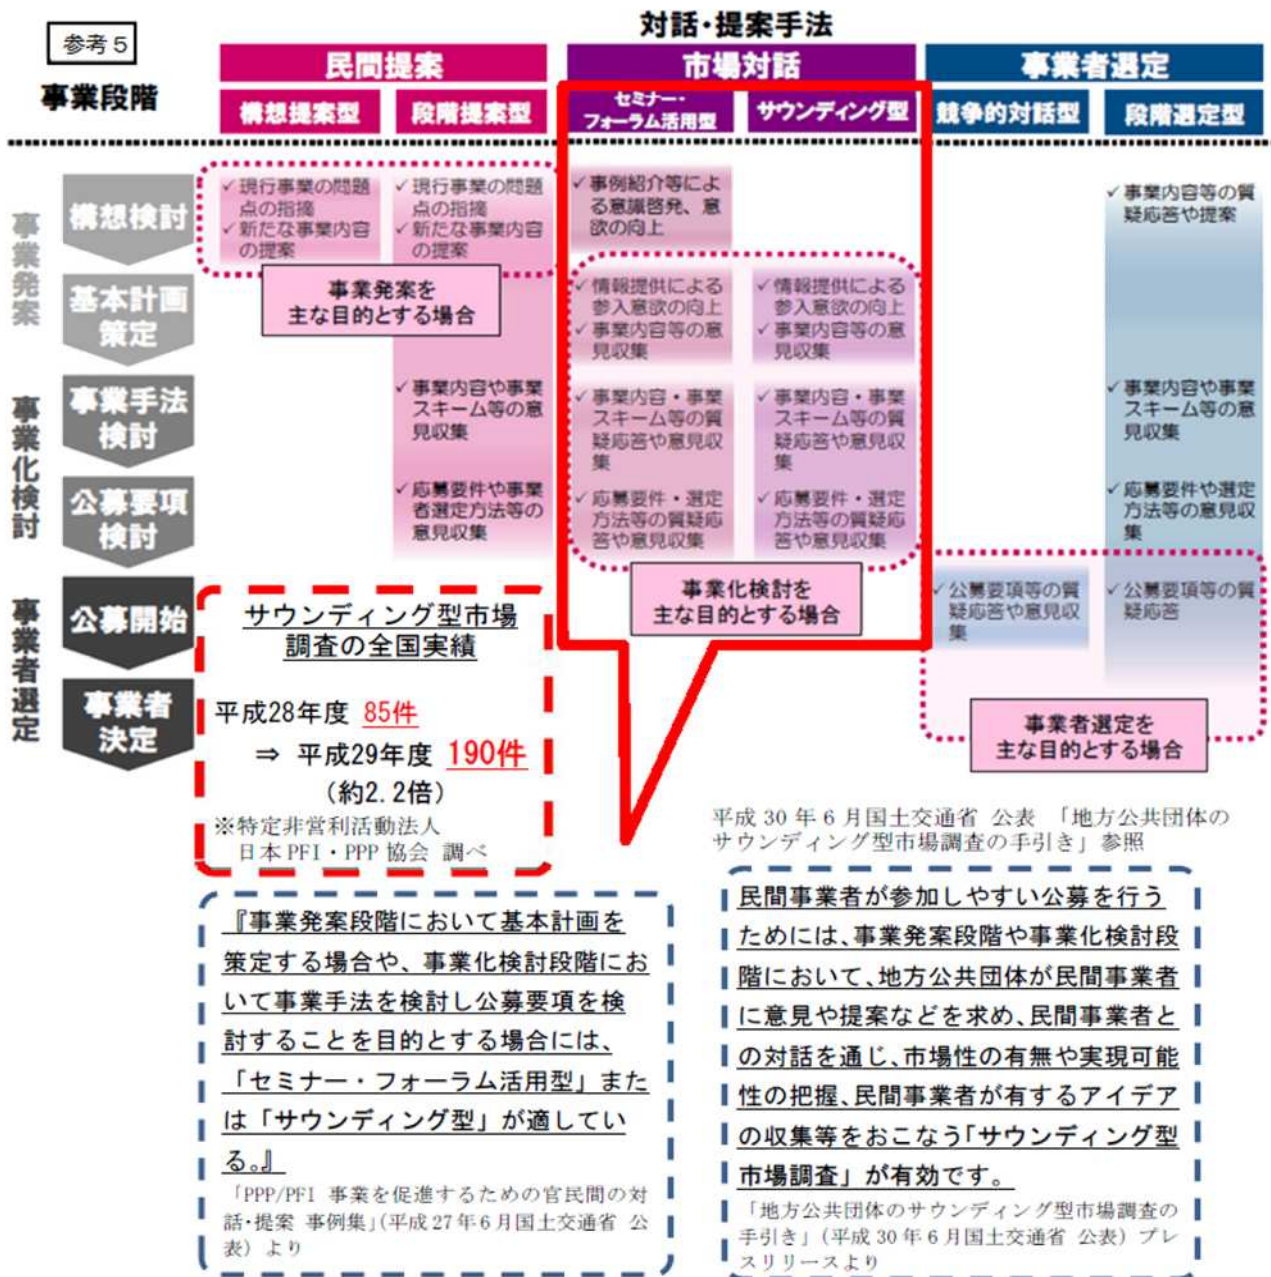 対話・提案手法
参考５
事業段階
民間提案
市場対話
事業者選定
構想提案型
段階提案型
セミナー・
フォーラム活用型
サウンディング型
競争的対話型
段階選定型
事業発案
構想検討
✓現行事業の問題
点の指摘
✓新たな事業内容
の提案
✓現行事業の問題
点の指摘
✓新たな事業内容
の提案
✓事例紹介等によ
る意識啓発、意
欲の向上
✓事業内容等の質
疑応答や提案
事業発案を
主な目的とする場合
基本計画
策定
✓情報提供による
参入意欲の向上
✓事業内容等の意
見収集
✓情報提供による
参入意欲の向上
✓事業内容等の意
見収集
事業化検討
事業手法
検討
✓事業内容や事業
スキーム等の意
見収集
✓事業内容・事業
スキーム等の質
疑応答や意見収
集
✓事業内容・事業
スキーム等の質
疑応答や意見収
集
✓事業内容や事業
スキーム等の意
見収集
公募要項
検討
✓応募要件や事業
者選定方法等の
意見収集
✓応募要件・選定
方法等の質疑応
答や意見収集
✓応募要件・選定
方法等の質疑応
答や意見収集
✓応募要件や選定
方法等の意見収
集
事業化検討を
主な目的とする場合
事業者選定
公募開始
✓公募要項等の質
疑応答や意見収
集
✓公募要項等の質
疑応答
事業者
決定
事業者選定を
主な目的とする場合
サウンディング型市場
調査の全国実績
平成28年度 85件
⇒ 平成29年度 190件
（約2.2倍）
※特定非営利活動法人
日本 PFI・PPP 協会 調べ
平成 30 年 6 月国土交通省 公表 「地方公共団体の
サウンディング型市場調査の手引き」参照
『事業発案段階において基本計画を
策定する場合や、事業化検討段階にお
いて事業手法を検討し公募要項を検
討することを目的とする場合には、
「セミナー・フォーラム活用型」また
は「サウンディング型」が適してい
る。』
「PPP/PFI 事業を促進するための官民間の対
話・提案 事例集」（平成 27 年 6 月国土交通省 公
表）より
民間事業者が参加しやすい公募を行う
ためには、事業発案段階や事業化検討段
階において、地方公共団体が民間事業者
に意見や提案などを求め、民間事業者と
の対話を通じ、市場性の有無や実現可能
性の把握、民間事業者が有するアイデア
の収集等をおこなう「サウンディング型
市場調査」が有効です。
「地方公共団体のサウンディング型市場調査の
手引き」（平成 30 年 6 月国土交通省 公表）プレ
スリリースより